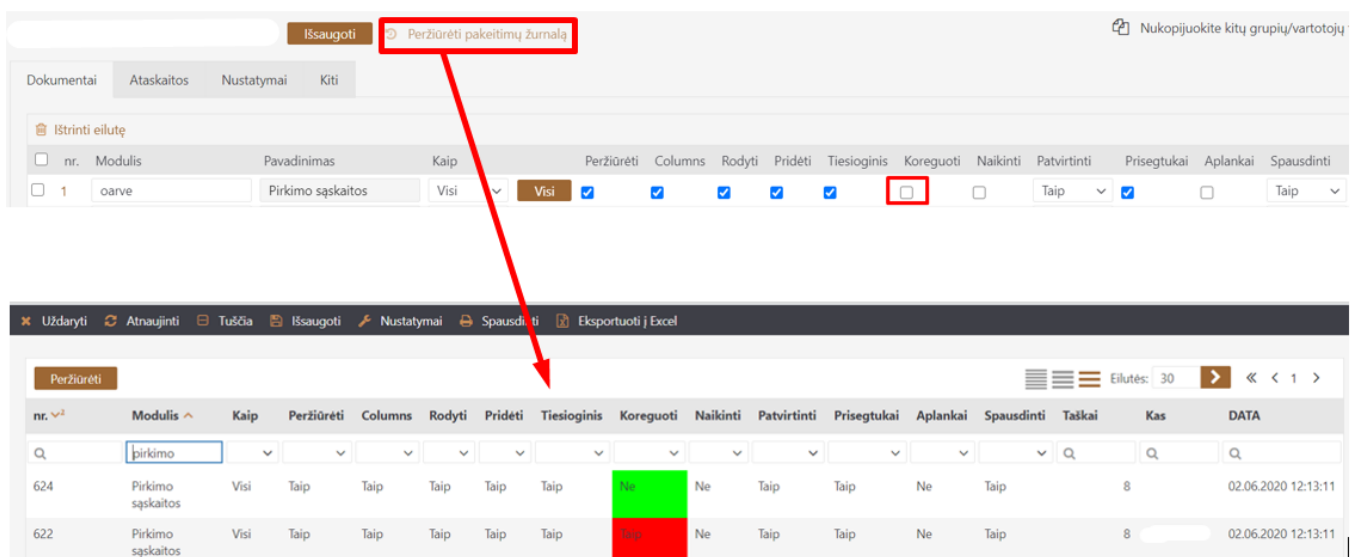 Išsaugoti Peržiūrėti pakeitimų žurnalą Nukopijuokite kitų grupių/vartotojų
Dokumentai Ataskaitos Nustatymai Kiti
Ištrinti eilutę
nr. Modulis Pavadinimas Kaip Peržiūrėti Columns Rodyti Pridėti Tiesioginis Koreguoti Naikinti Patvirtinti Prisegtukai Aplankai Spausdinti
1 oarve Pirkimo sąskaitos Visi Visi Taip Taip
Uždaryti Atnaujinti Tuščia Išsaugoti Nustatymai Spausdinti Eksportuoti į Excel
Peržiūrėti Eilutės: 30 « < 1 >
nr. 2 Modulis Kaip Peržiūrėti Columns Rodyti Pridėti Tiesioginis Koreguoti Naikinti Patvirtinti Prisegtukai Aplankai Spausdinti Taškai Kas DATA
pirkimo
624 Pirkimo sąskaitos Visi Taip Taip Taip Taip Taip Ne Ne Taip Taip Ne Taip 8 02.06.2020 12:13:11
622 Pirkimo sąskaitos Visi Taip Taip Taip Taip Taip Taip Ne Taip Taip Ne Taip 8 02.06.2020 12:13:11